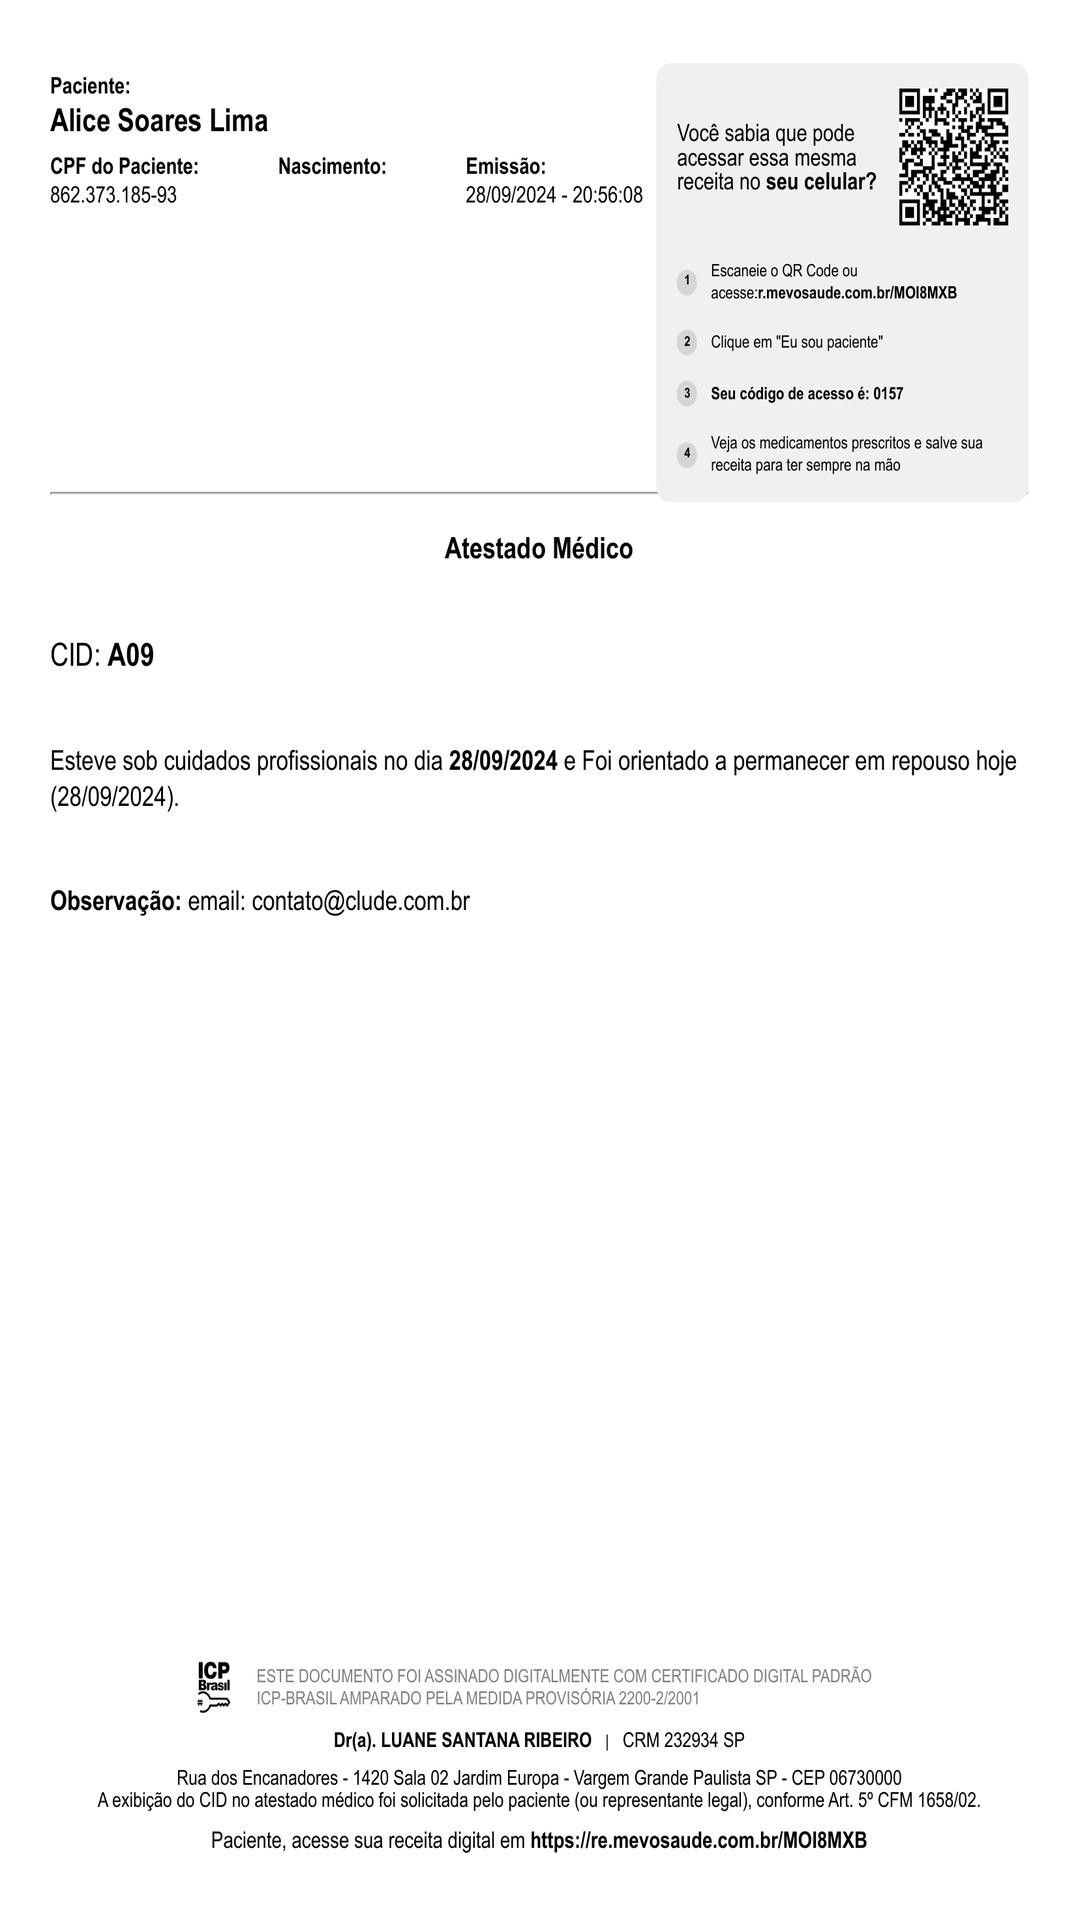 Paciente:
Alice Soares Lima
CPF do Paciente: Nascimento: Emissão:
862.373.185-93 28/09/2024 - 20:56:08
Você sabia que pode
acessar essa mesma
receita no seu celular?
1 Escaneie o QR Code ou
acesse:r.mevosaude.com.br/MOI8MXB
2 Clique em "Eu sou paciente"
3 Seu código de acesso é: 0157
4 Veja os medicamentos prescritos e salve sua
receita para ter sempre na mão
Atestado Médico
CID: A09
Esteve sob cuidados profissionais no dia 28/09/2024 e Foi orientado a permanecer em repouso hoje
(28/09/2024).
Observação: email: contato@clude.com.br
ICP
Brasil
ESTE DOCUMENTO FOI ASSINADO DIGITALMENTE COM CERTIFICADO DIGITAL PADRÃO
ICP-BRASIL AMPARADO PELA MEDIDA PROVISÓRIA 2200-2/2001
Dr(a). LUANE SANTANA RIBEIRO | CRM 232934 SP
Rua dos Encanadores - 1420 Sala 02 Jardim Europa - Vargem Grande Paulista SP - CEP 06730000
A exibição do CID no atestado médico foi solicitada pelo paciente (ou representante legal), conforme Art. 5º CFM 1658/02.
Paciente, acesse sua receita digital em https://re.mevosaude.com.br/MOI8MXB